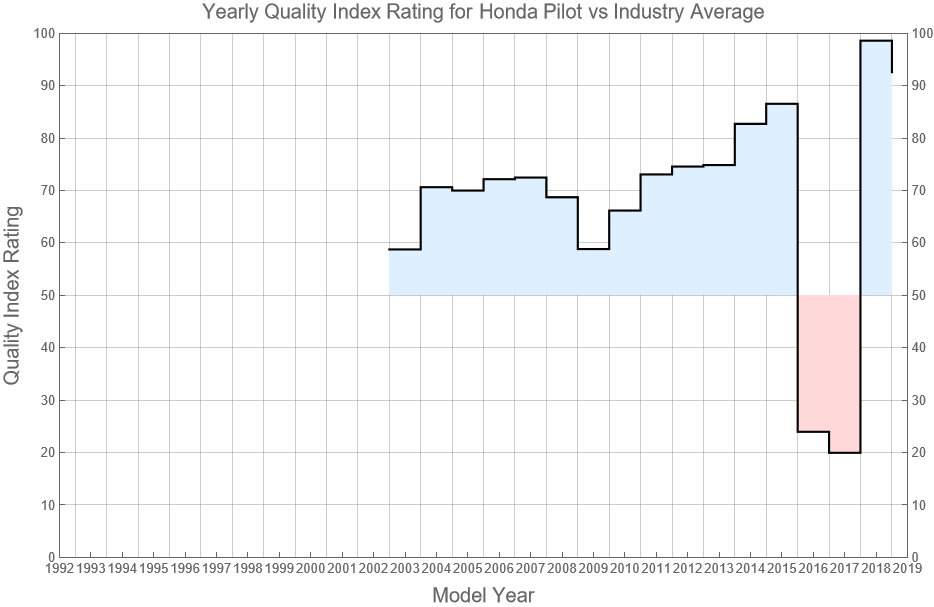 Yearly Quality Index Rating for Honda Pilot vs Industry Average
100 100
90 90
80 80
70 70
60 60
50 50
40 40
30 30
20 20
10 10
0 0
Quality Index Rating
1992 1993 1994 1995 1996 1997 1998 1999 2000 2001 2002 2003 2004 2005 2006 2007 2008 2009 2010 2011 2012 2013 2014 2015 2016 2017 2018 2019
Model Year